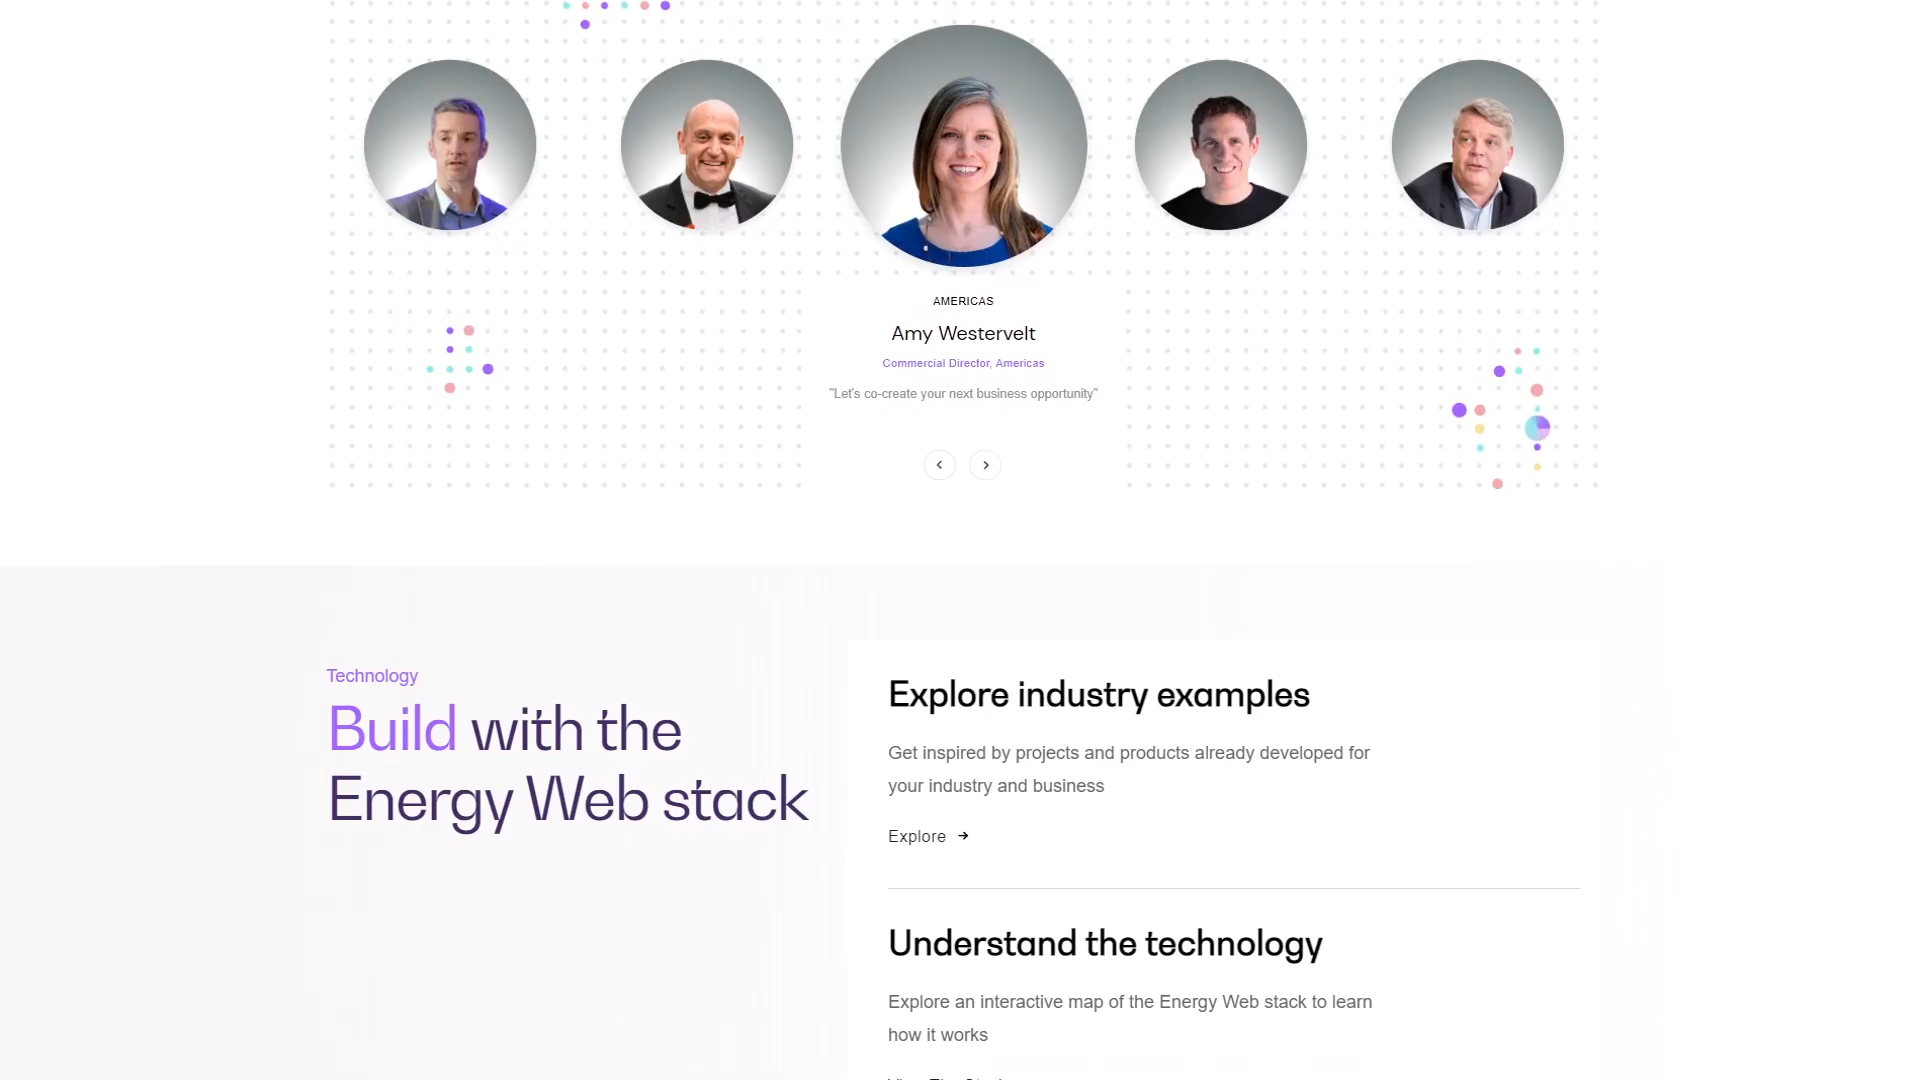 AMERICAS
Amy Westervelt
Commercial Director, Americas
"Let's co-create your next business opportunity"
Technology
Build with the
Energy Web stack
Explore industry examples
Get inspired by projects and products already developed for
your industry and business
Explore
Understand the technology
Explore an interactive map of the Energy Web stack to learn
how it works